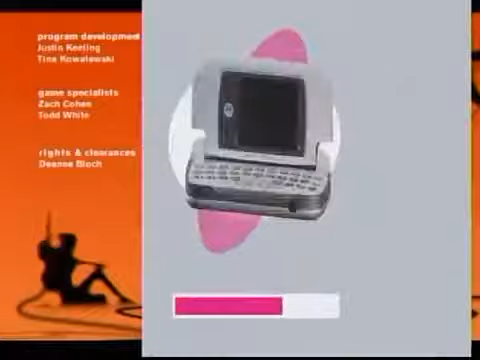 program development
Justin Keeling
Tina Kowalewski
game specialists
Zach Cohen
Todd White
rights & clearances
Deanne Bloch